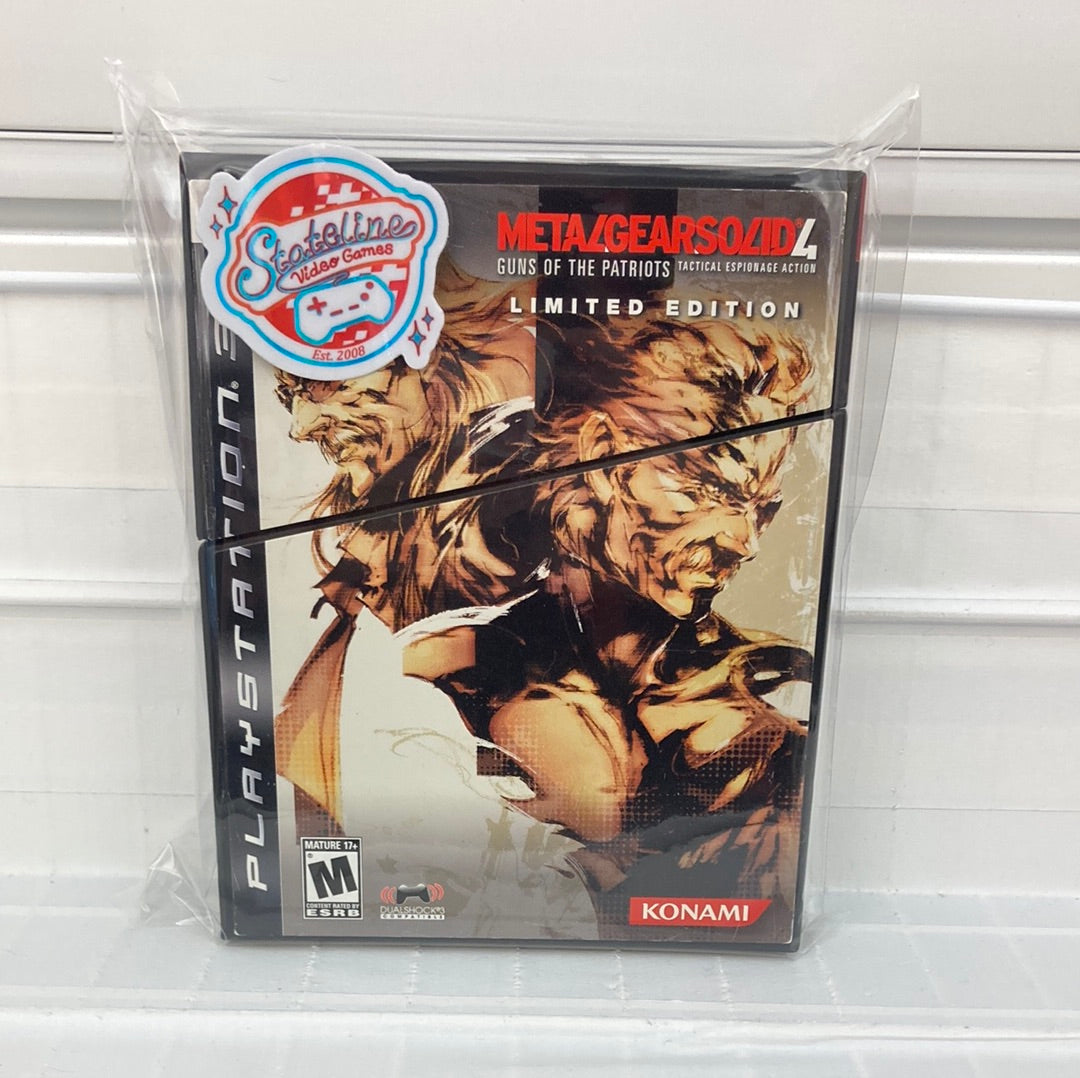 Stateline
Video Games
Est. 2008
METAL GEAR SOLID 4
GUNS OF THE PATRIOTS TACTICAL ESPIONAGE ACTION
LIMITED EDITION
PLAYSTATION® 3
MATURE 17+
M
CONTENT RATED BY
ESRB
DUALSHOCK®3
COMPATIBLE
KONAMI